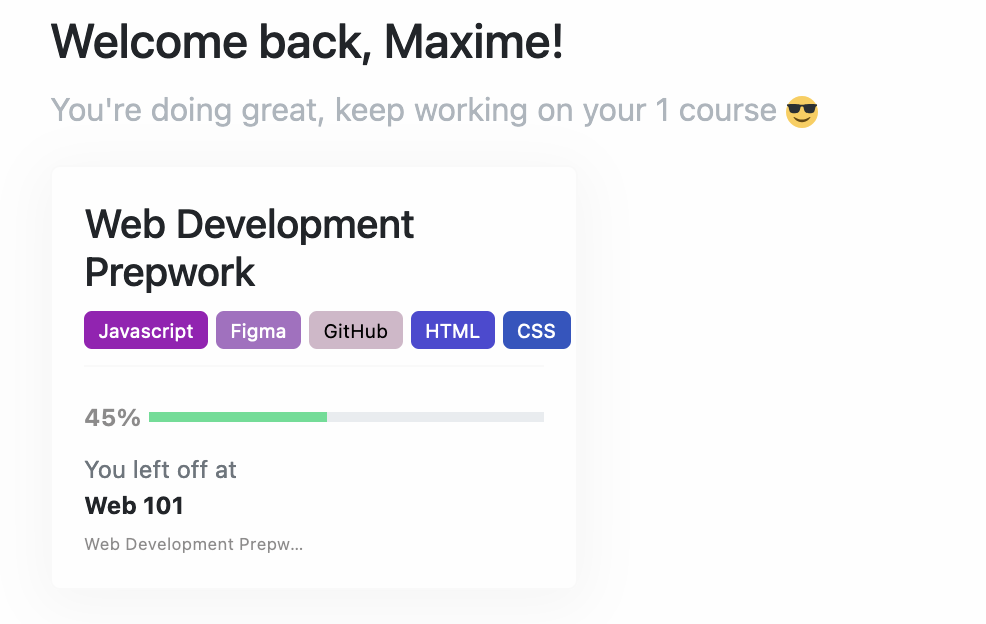 Welcome back, Maxime!
You're doing great, keep working on your 1 course 😎
Web Development
Prepwork
Javascript Figma GitHub HTML CSS
45%
You left off at
Web 101
Web Development Prepw...